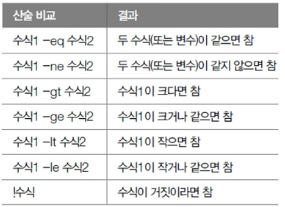 산술 비교 결과
수식1 -eq 수식2 두 수식(또는 변수)이 같으면 참
수식1 -ne 수식2 두 수식(또는 변수)이 같지 않으면 참
수식1 -gt 수식2 수식1이 크다면 참
수식1 -ge 수식2 수식1이 크거나 같으면 참
수식1 -lt 수식2 수식1이 작으면 참
수식1 -le 수식2 수식1이 작거나 같으면 참
!수식 수식이 거짓이라면 참